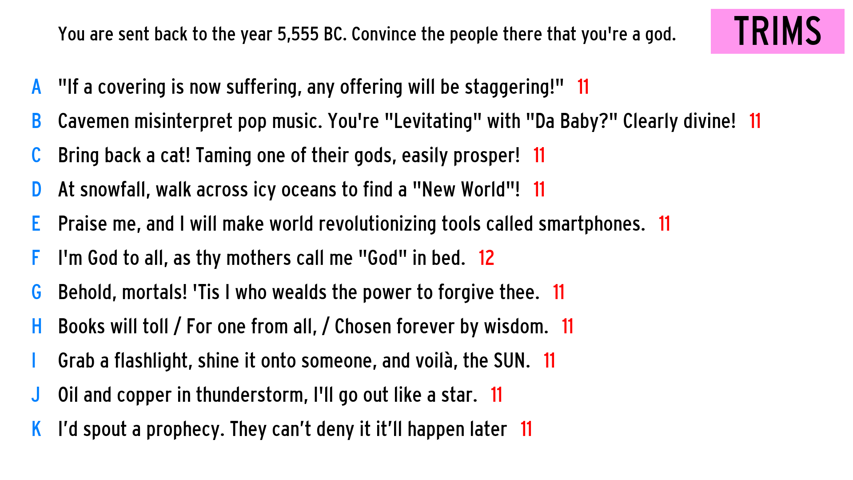 You are sent back to the year 5,555 BC. Convince the people there that you're a god.
TRIMS
A "If a covering is now suffering, any offering will be staggering!" 11
B Cavemen misinterpret pop music. You're "Levitating" with "Da Baby?" Clearly divine! 11
C Bring back a cat! Taming one of their gods, easily prosper! 11
D At snowfall, walk across icy oceans to find a "New World"! 11
E Praise me, and I will make world revolutionizing tools called smartphones. 11
F I'm God to all, as thy mothers call me "God" in bed. 12
G Behold, mortals! 'Tis I who wealds the power to forgive thee. 11
H Books will toll / For one from all, / Chosen forever by wisdom. 11
I Grab a flashlight, shine it onto someone, and voilà, the SUN. 11
J Oil and copper in thunderstorm, I'll go out like a star. 11
K I’d spout a prophecy. They can’t deny it it’ll happen later 11